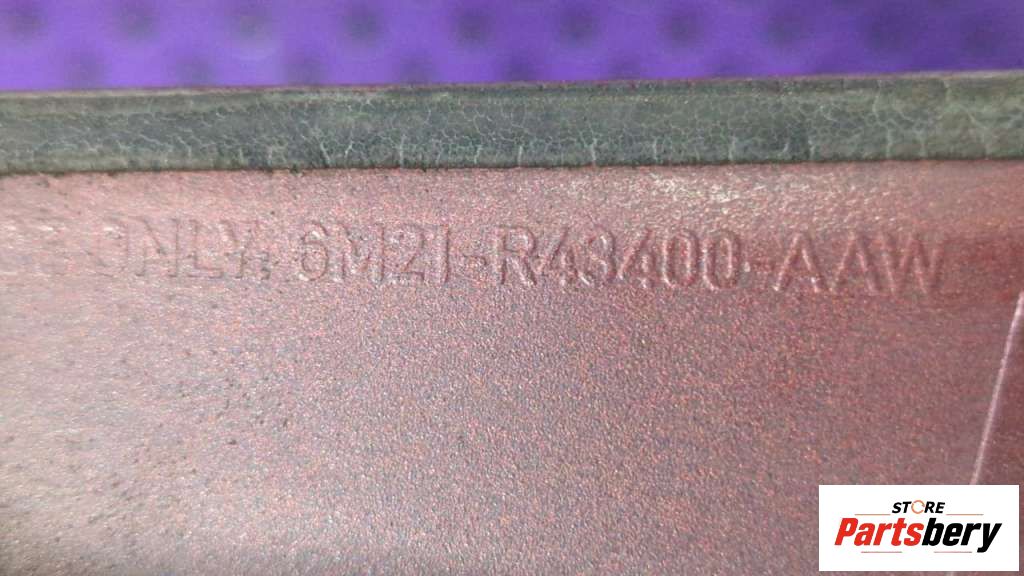 ONLY. 6M21-R43400-AAW
STORE
Partsbery